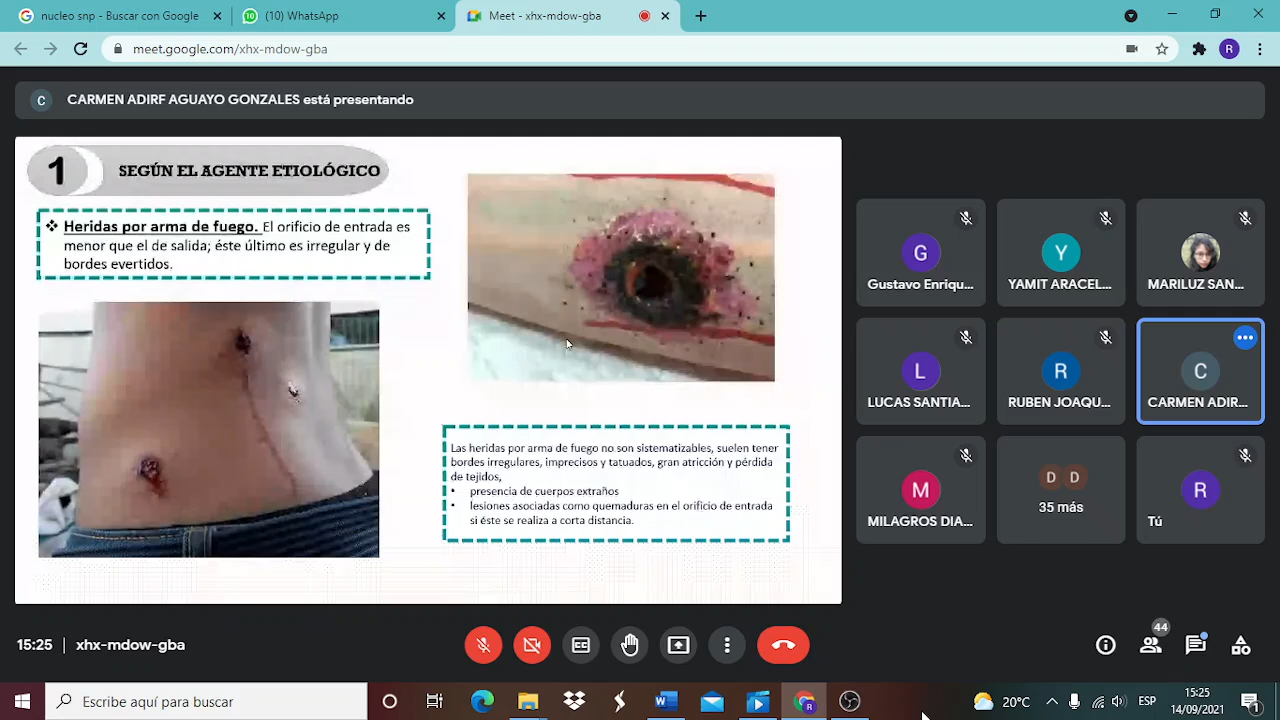 nucleo snp - Buscar con Google
(10) WhatsApp
Meet - xhx-mdow-gba
meet.google.com/xhx-mdow-gba
R
C
CARMEN ADIRF AGUAYO GONZALES está presentando
1
SEGÚN EL AGENTE ETIOLÓGICO
❖ Heridas por arma de fuego. El orificio de entrada es
menor que el de salida; éste último es irregular y de
bordes evertidos.
Las heridas por arma de fuego no son sistematizables, suelen tener
bordes irregulares, imprecisos y tatuados, gran atricción y pérdida
de tejidos,
• presencia de cuerpos extraños
• lesiones asociadas como quemaduras en el orificio de entrada
si éste se realiza a corta distancia.
G
Gustavo Enriqu...
Y
YAMIT ARACEL...
MARILUZ SAN...
L
LUCAS SANTIA...
R
RUBEN JOAQU...
C
CARMEN ADIR...
M
MILAGROS DIA...
D D
35 más
R
Tú
15:25 | xhx-mdow-gba
44
Escribe aquí para buscar
20°C
ESP
15:25
14/09/2021
1